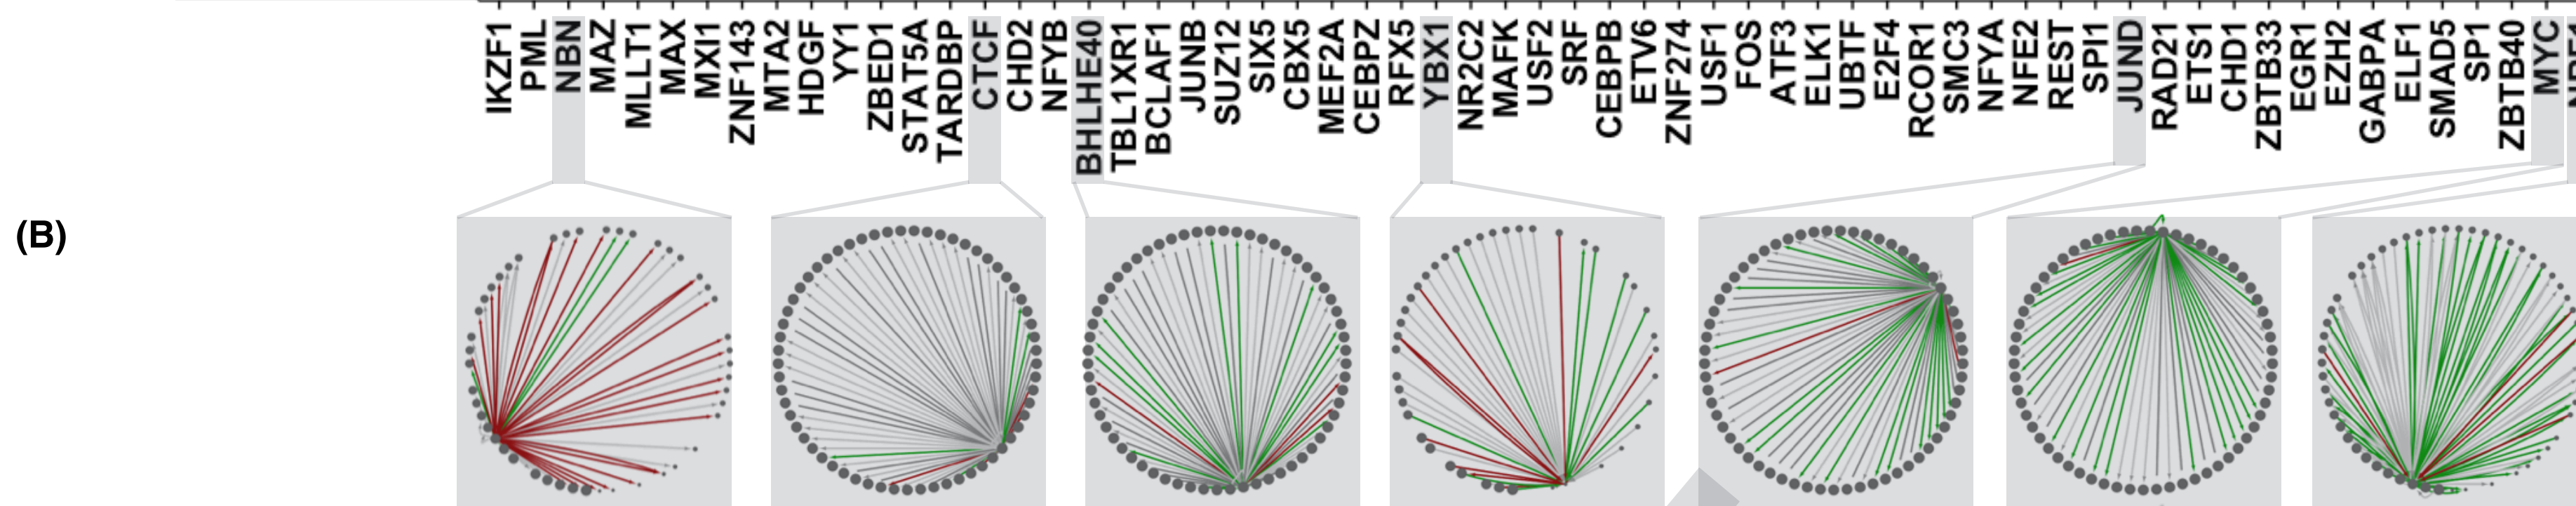 IKZF1
PML
NBN
MAZ
MLLT1
MAX
MXI1
ZNF143
MTA2
HDGF
YY1
ZBED1
STAT5A
TARDBP
CTCF
CHD2
NFYB
BHLHE40
TBL1XR1
BCLAF1
JUNB
SUZ12
SIX5
CBX5
MEF2A
CEBPZ
RFX5
YBX1
NR2C2
MAFK
USF2
SRF
CEBPB
ETV6
ZNF274
USF1
FOS
ATF3
ELK1
UBTF
E2F4
RCOR1
SMC3
NFYA
NFE2
REST
SPI1
JUND
RAD21
ETS1
CHD1
ZBTB33
EGR1
EZH2
GABPA
ELF1
SMAD5
SP1
ZBTB40
MYC
(B)